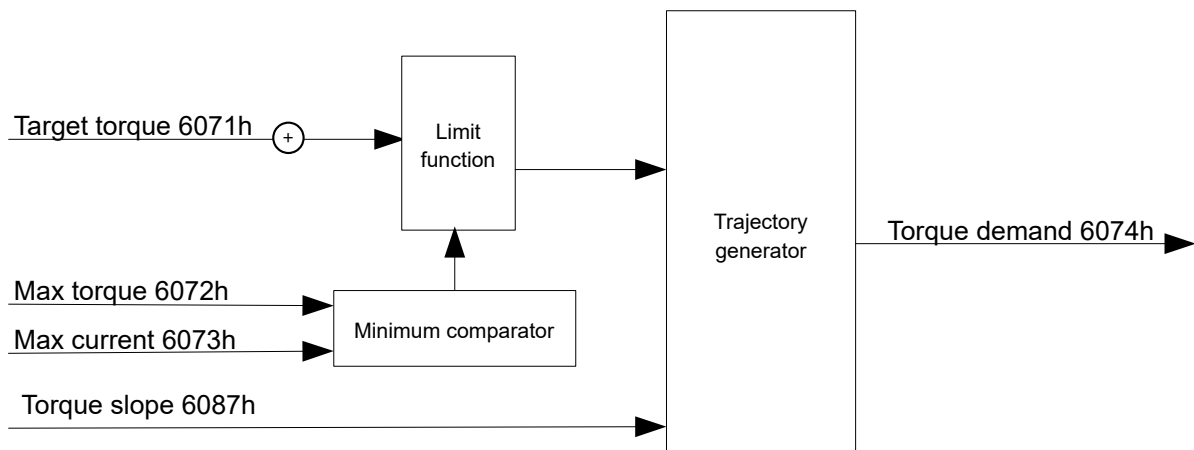 Target torque 6071h
+
Limit
function
Trajectory
generator
Torque demand 6074h
Max torque 6072h
Minimum comparator
Max current 6073h
Torque slope 6087h